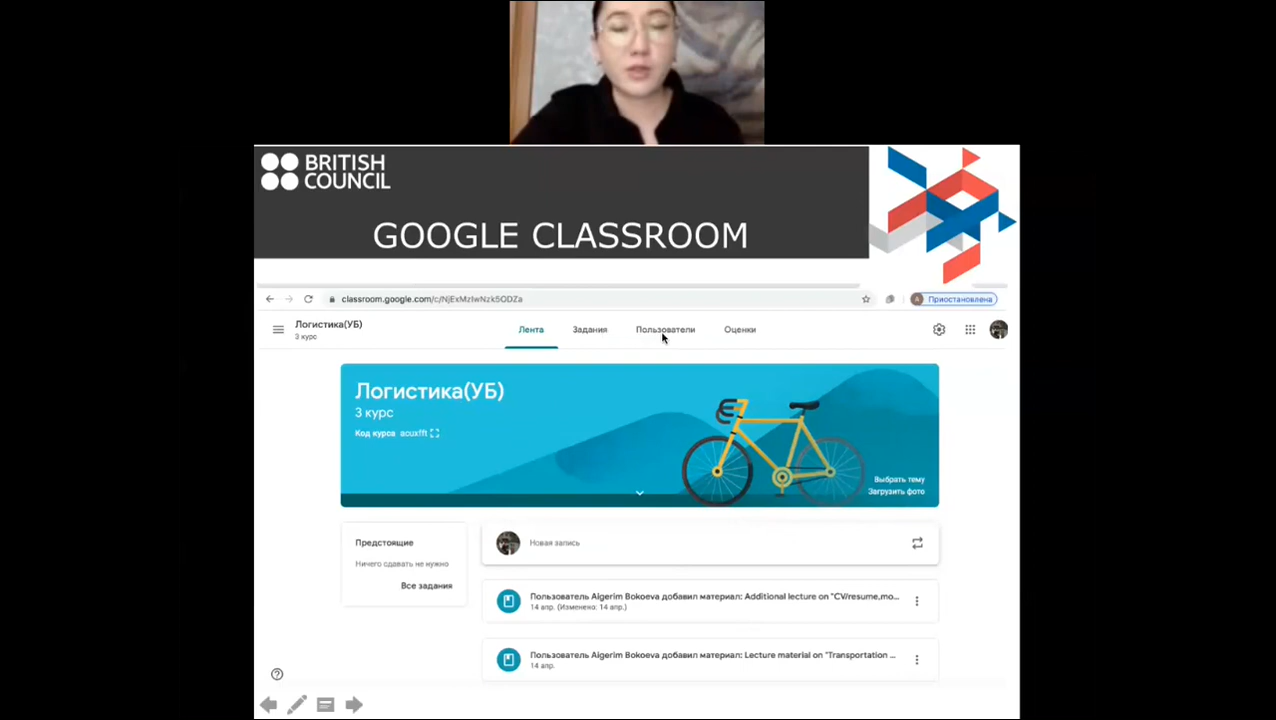 BRITISH
COUNCIL
GOOGLE CLASSROOM
classroom.google.com/c/NjExMzIwNzk5ODZa
Приостановлена
Логистика(УБ)
3 курс
Лента
Задания
Пользователи
Оценки
Логистика(УБ)
3 курс
Код курса acuxfft
Выбрать тему
Загрузить фото
Предстоящие
Ничего сдавать не нужно
Все задания
Новая запись
Пользователь Aigerim Bokoeva добавил материал: Additional lecture on "CV/resume,mo...
14 апр. (Изменено: 14 апр.)
Пользователь Aigerim Bokoeva добавил материал: Lecture material on "Transportation ...
14 апр.